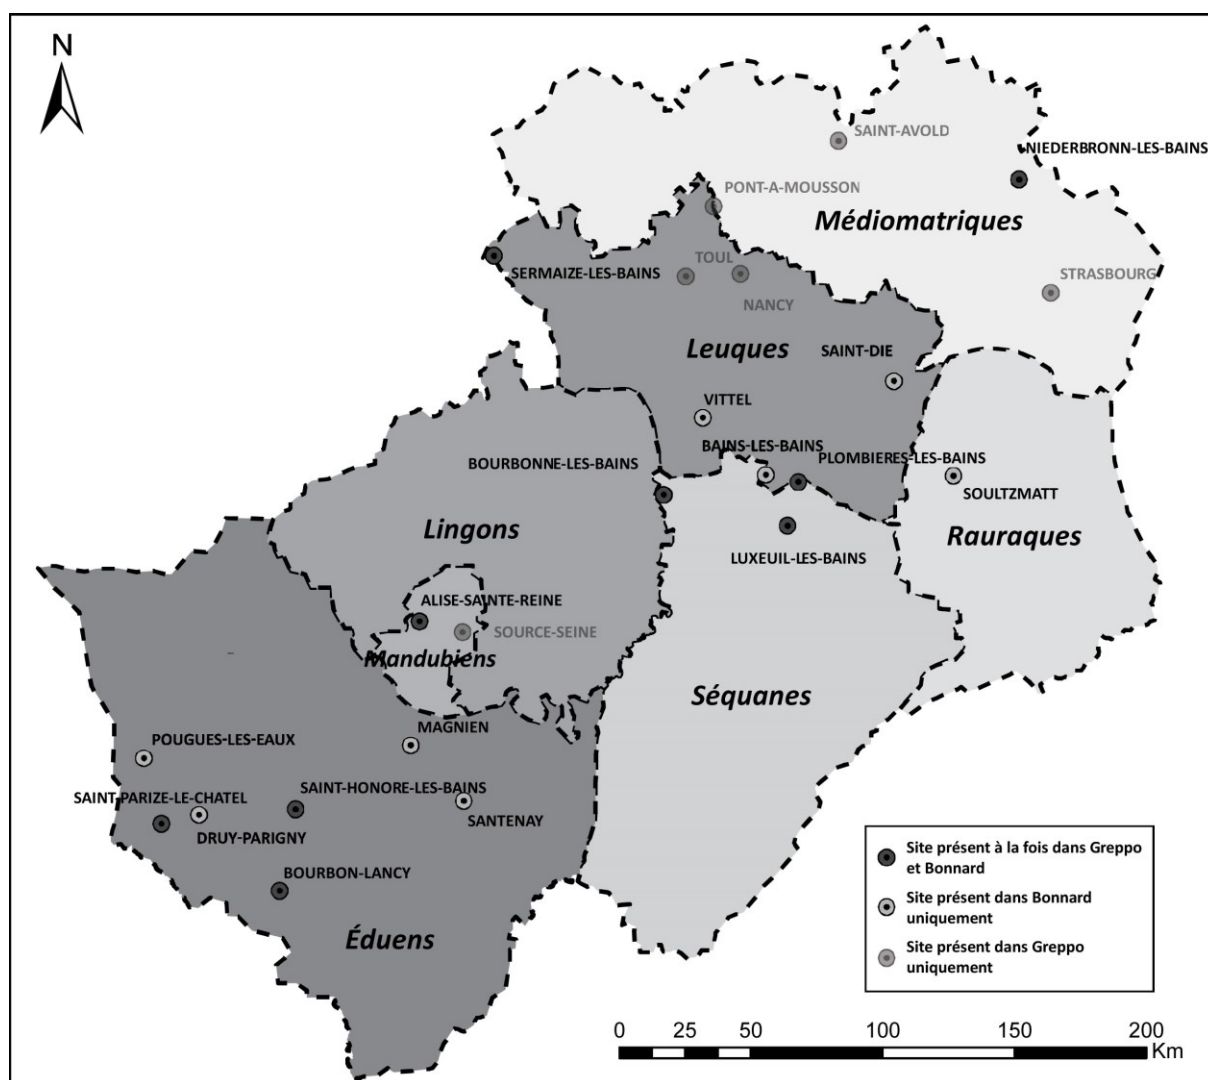 N
SAINT-AVOLD
NIEDERBRONN-LES-BAINS
PONT-A-MOUSSON
Médiomatriques
SERMAIZE-LES-BAINS
TOUL
STRASBOURG
NANCY
Leuques
SAINT-DIE
VITTEL
BAINS-LES-BAINS
BOURBONNE-LES-BAINS
PLOMBIERES-LES-BAINS
SOULTZMATT
Lingons
Rauraques
LUXEUIL-LES-BAINS
ALISE-SAINTE-REINE
SOURCE-SEINE
Mandubiens
Séquanes
MAGNIEN
POUGUES-LES-EAUX
SAINT-HONORE-LES-BAINS
SAINT-PARIZE-LE-CHATEL
SANTENAY
DRUY-PARIGNY
BOURBON-LANCY
Éduens
Site présent à la fois dans Greppo
et Bonnard
Site présent dans Bonnard
uniquement
Site présent dans Greppo
uniquement
0 25 50 100 150 200
Km